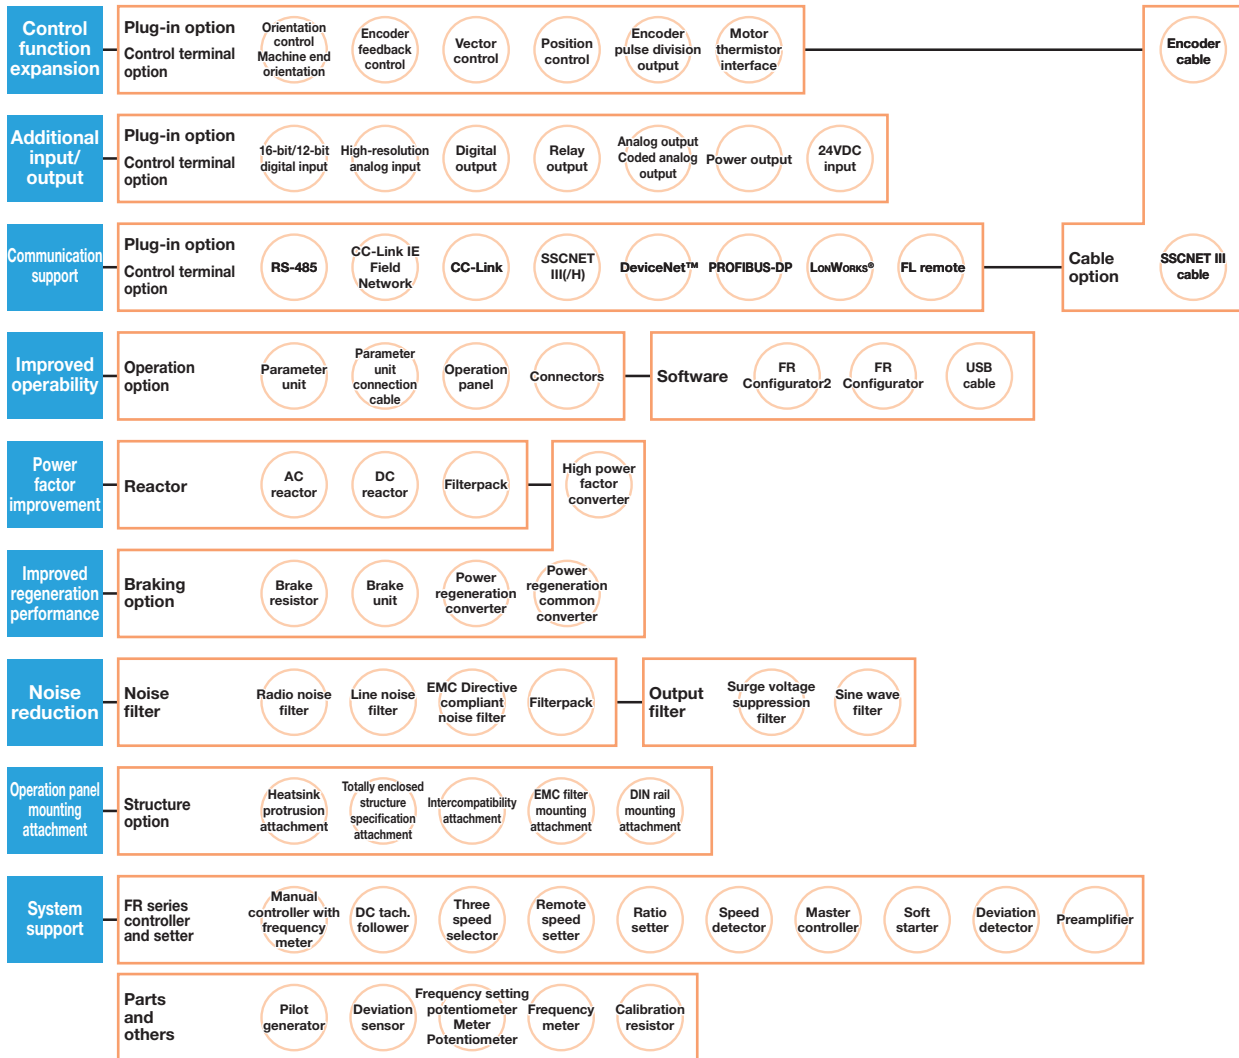 Control
function
expansion
Plug-in option
Control terminal
option
Orientation
control
Machine end
orientation
Encoder
feedback
control
Vector
control
Position
control
Encoder
pulse division
output
Motor
thermistor
interface
Encoder
cable
Additional
input/
output
Plug-in option
Control terminal
option
16-bit/12-bit
digital input
High-resolution
analog input
Digital
output
Relay
output
Analog output
Coded analog
output
Power output
24VDC
input
Communication
support
Plug-in option
Control terminal
option
RS-485
CC-Link IE
Field
Network
CC-Link
SSCNET
III(/H)
DeviceNet™
PROFIBUS-DP
LONWORKS®
FL remote
Cable
option
SSCNET III
cable
Improved
operability
Operation
option
Parameter
unit
Parameter
unit
connection
cable
Operation
panel
Connectors
Software
FR
Configurator2
FR
Configurator
USB
cable
Power
factor
improvement
Reactor
AC
reactor
DC
reactor
Filterpack
High power
factor
converter
Improved
regeneration
performance
Braking
option
Brake
resistor
Brake
unit
Power
regeneration
converter
Power
regeneration
common
converter
Noise
reduction
Noise
filter
Radio noise
filter
Line noise
filter
EMC Directive
compliant
noise filter
Filterpack
Output
filter
Surge voltage
suppression
filter
Sine wave
filter
Operation panel
mounting
attachment
Structure
option
Heatsink
protrusion
attachment
Totally enclosed
structure
specification
attachment
Intercompatibility
attachment
EMC filter
mounting
attachment
DIN rail
mounting
attachment
System
support
FR series
controller
and setter
Manual
controller with
frequency
meter
DC tach.
follower
Three
speed
selector
Remote
speed
setter
Ratio
setter
Speed
detector
Master
controller
Soft
starter
Deviation
detector
Preamplifier
Parts
and
others
Pilot
generator
Deviation
sensor
Frequency setting
potentiometer
Meter
Potentiometer
Frequency
meter
Calibration
resistor